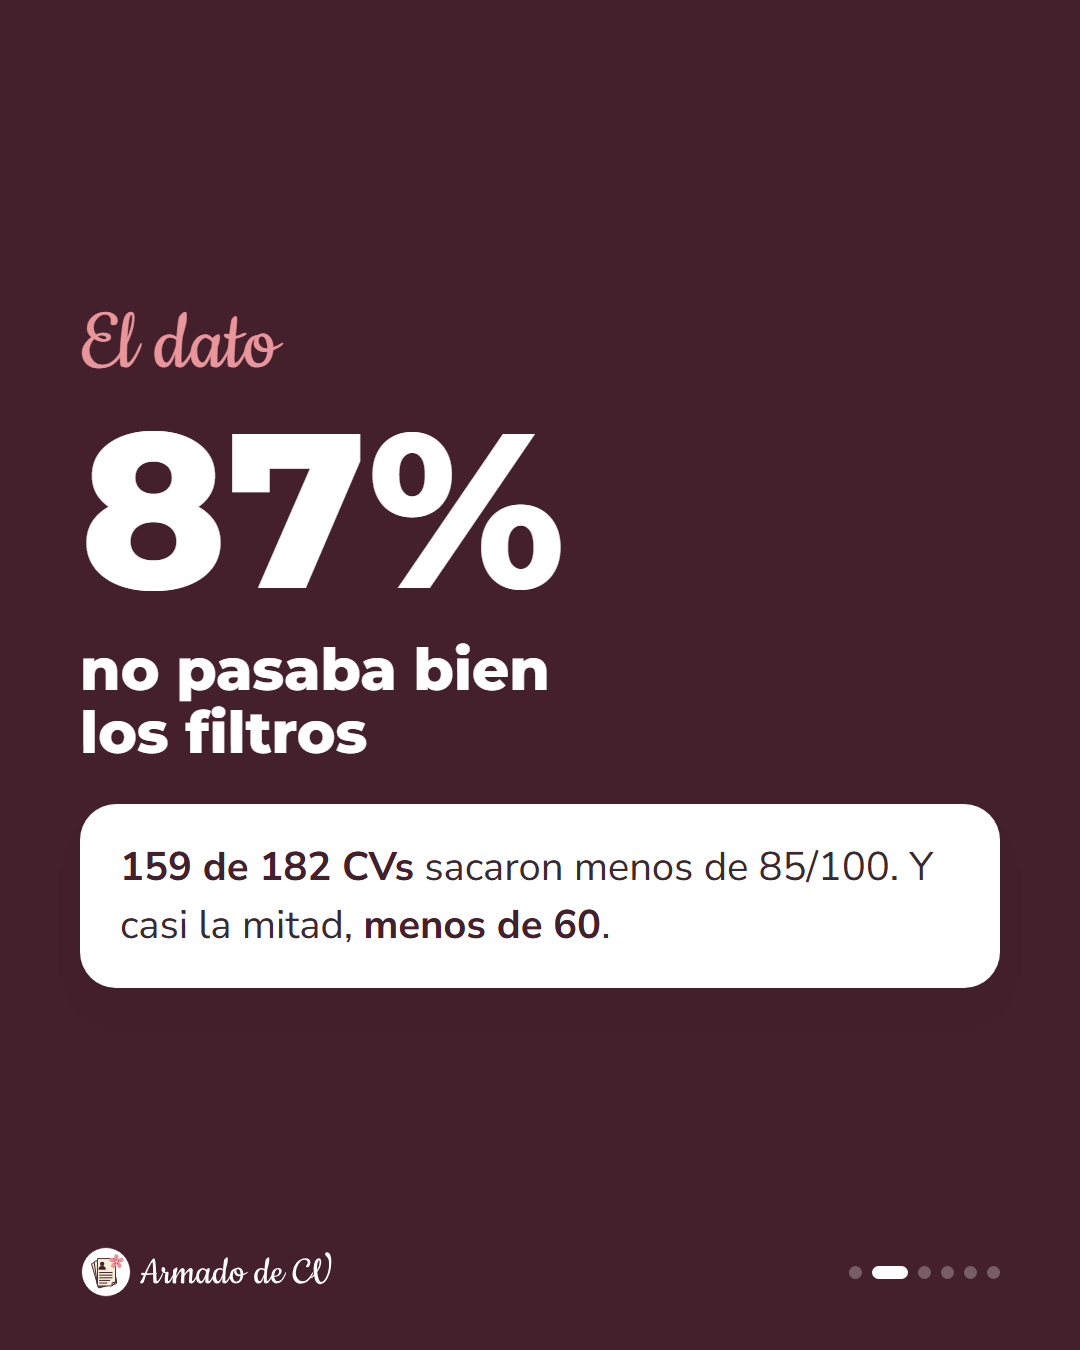 El dato
87%
no pasaba bien
los filtros
159 de 182 CVs sacaron menos de 85/100. Y
casi la mitad, menos de 60.
Armado de CV